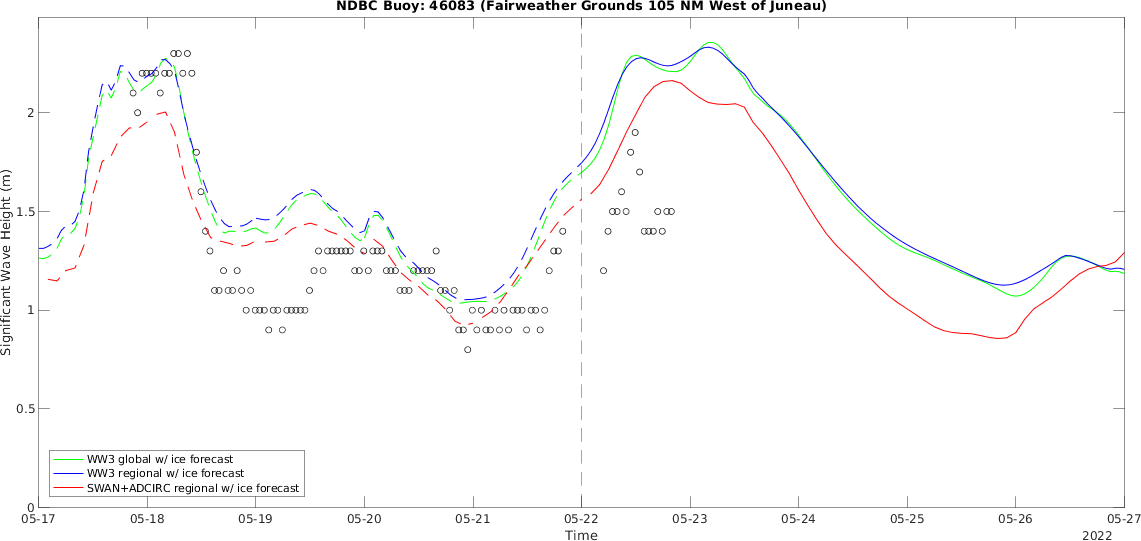 NDBC Buoy: 46083 (Fairweather Grounds 105 NM West of Juneau)
Significant Wave Height (m)
2
1.5
1
0.5
0
WW3 global w/ ice forecast
WW3 regional w/ ice forecast
SWAN+ADCIRC regional w/ ice forecast
05-17 05-18 05-19 05-20 05-21 05-22 05-23 05-24 05-25 05-26 05-27
Time
2022